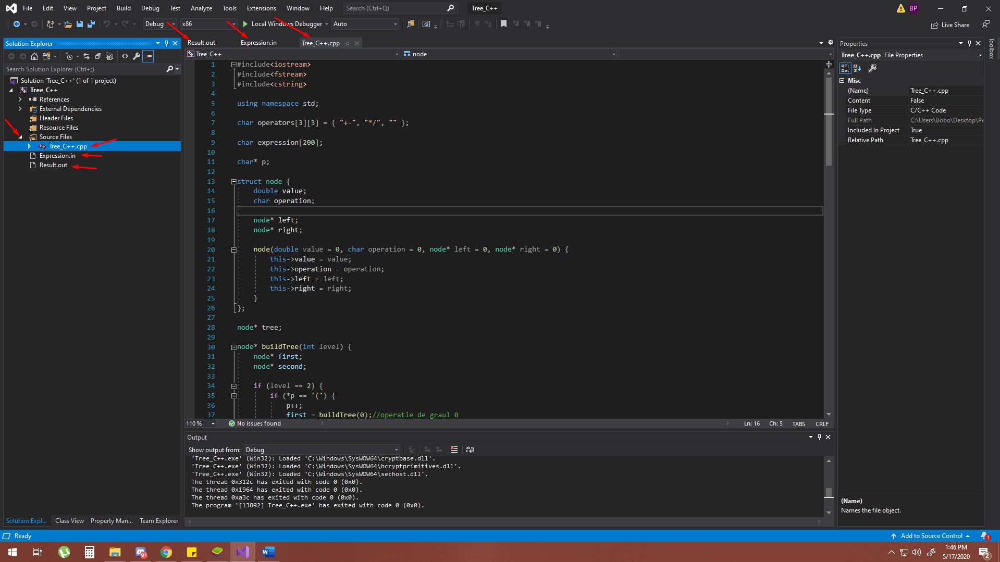 File Edit View Project Build Debug Test Analyze Tools Extensions Window Help Search (Ctrl+Q) Tree_C++ BP
Debug x86 Local Windows Debugger Auto Live Share
Solution Explorer
Search Solution Explorer (Ctrl+;)
Solution 'Tree_C++' (1 of 1 project)
Tree_C++
References
External Dependencies
Header Files
Resource Files
Source Files
Tree_C++.cpp
Expression.in
Result.out
Solution Expl... Class View Property Man... Team Explorer
Result.out Expression.in Tree_C++.cpp
Tree_C++ node
1 #include<iostream>
2 #include<fstream>
3 #include<cstring>
4
5 using namespace std;
6
7 char operators[3][3] = { "+-", "*/", "" };
8
9 char expression[200];
10
11 char* p;
12
13 struct node {
14 double value;
15 char operation;
16
17 node* left;
18 node* right;
19
20 node(double value = 0, char operation = 0, node* left = 0, node* right = 0) {
21 this->value = value;
22 this->operation = operation;
23 this->left = left;
24 this->right = right;
25 }
26 };
27
28 node* tree;
29
30 node* buildTree(int level) {
31 node* first;
32 node* second;
33
34 if (level == 2) {
35 if (*p == '(') {
36 p++;
37 first = buildTree(0);//operatie de graul 0
110 % No issues found Ln: 16 Ch: 5 TABS CRLF
Output
Show output from: Debug
'Tree_C++.exe' (Win32): Loaded 'C:\Windows\SysWOW64\cryptbase.dll'.
'Tree_C++.exe' (Win32): Loaded 'C:\Windows\SysWOW64\bcryptprimitives.dll'.
'Tree_C++.exe' (Win32): Loaded 'C:\Windows\SysWOW64\sechost.dll'.
The thread 0x312c has exited with code 0 (0x0).
The thread 0x1964 has exited with code 0 (0x0).
The thread 0xa3c has exited with code 0 (0x0).
The program '[13892] Tree_C++.exe' has exited with code 0 (0x0).
Properties
Tree_C++.cpp File Properties
Misc
(Name) Tree_C++.cpp
Content False
File Type C/C++ Code
Full Path C:\Users\Bobo\Desktop\Pe
Included In Project True
Relative Path Tree_C++.cpp
(Name)
Names the file object.
Toolbox
Ready Add to Source Control 1
9+
1:46 PM
5/17/2020
2